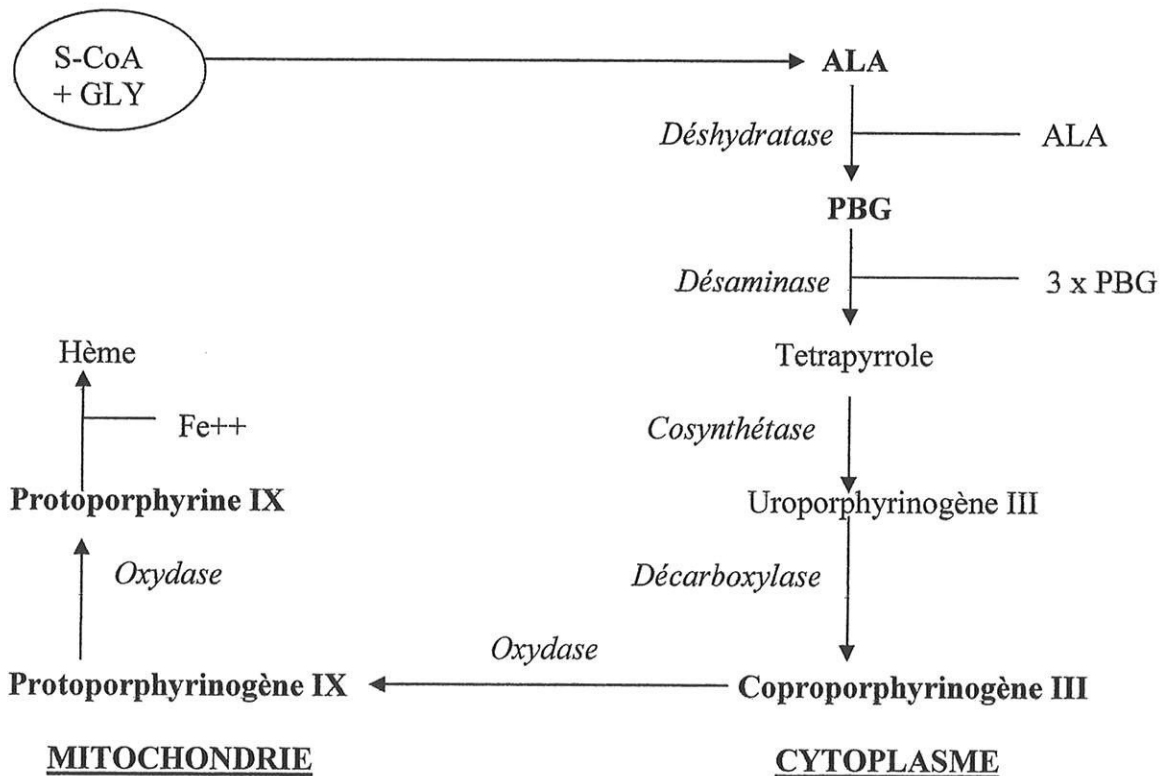 S-CoA
+ GLY
ALA
Déshydratase
ALA
PBG
Désaminase
3 x PBG
Tetrapyrrole
Cosynthétase
Uroporphyrinogène III
Décarboxylase
Coproporphyrinogène III
Oxydase
Protoporphyrinogène IX
Oxydase
Protoporphyrine IX
Fe++
Hème
MITOCHONDRIE
CYTOPLASME